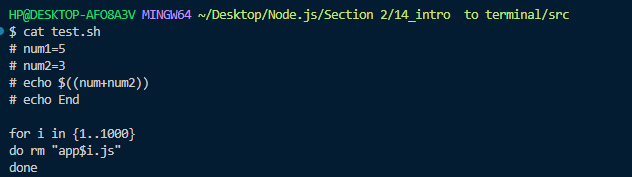 HP@DESKTOP-AFO8A3V MINGW64 ~/Desktop/Node.js/Section 2/14_intro  to terminal/src
$ cat test.sh
# num1=5
# num2=3
# echo $((num+num2))
# echo End

for i in {1..1000}
do rm "app$i.js"
done